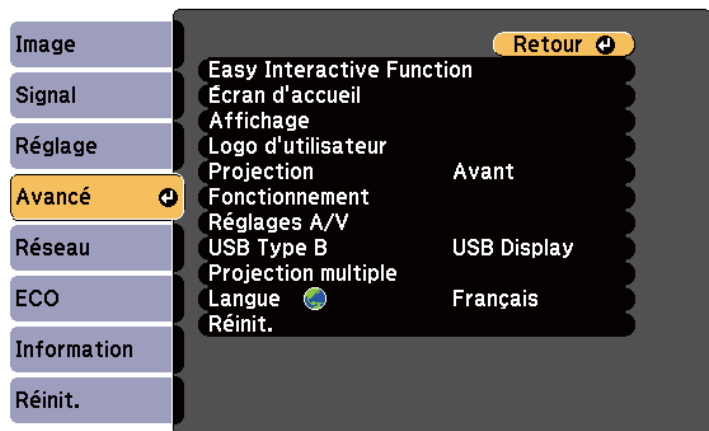 Image
Signal
Réglage
Avancé
Réseau
ECO
Information
Réinit.
Retour
Easy Interactive Function
Écran d'accueil
Affichage
Logo d'utilisateur
Projection Avant
Fonctionnement
Réglages A/V
USB Type B USB Display
Projection multiple
Langue Français
Réinit.